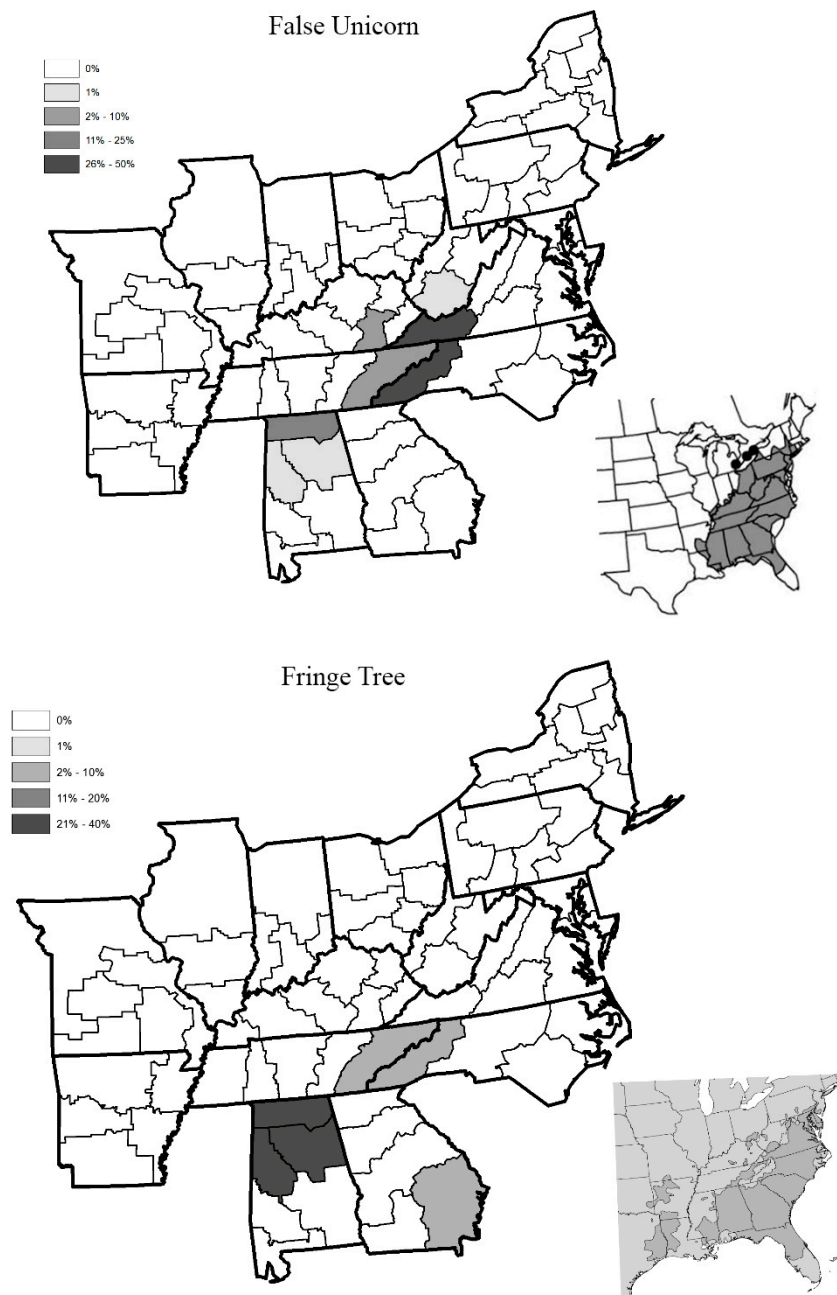 False Unicorn
0%
1%
2% - 10%
11% - 25%
26% - 50%
Fringe Tree
0%
1%
2% - 10%
11% - 20%
21% - 40%